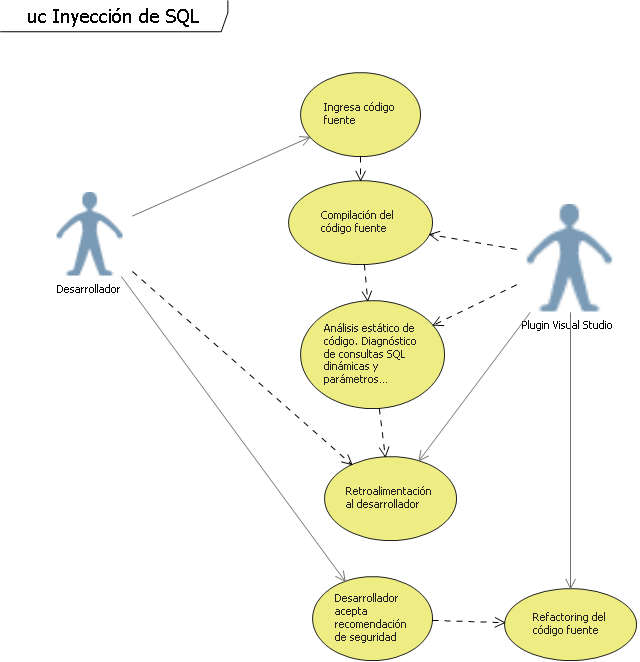 uc Inyección de SQL
Ingresa código
fuente
Compilación del
código fuente
Desarrollador
Plugin Visual Studio
Análisis estático de
código. Diagnóstico
de consultas SQL
dinámicas y
parámetros...
Retroalimentación
al desarrollador
Desarrollador
acepta
recomendación
de seguridad
Refactoring del
código fuente